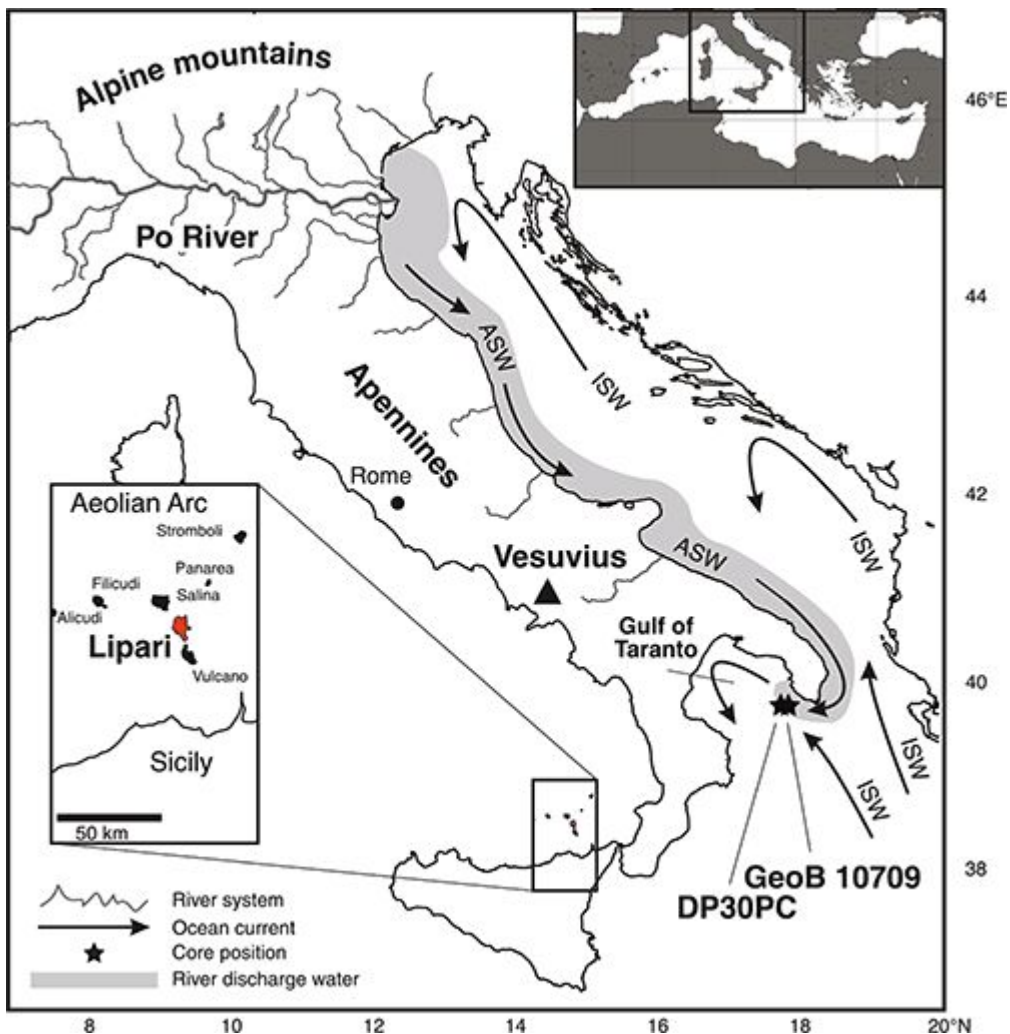 Alpine mountains
46°E
Po River
44
ASW
ISW
Apennines
Rome
42
Aeolian Arc
Stromboli
Panarea
Filicudi
Salina
Alicudi
Lipari
Vulcano
Sicily
50 km
Vesuvius
ASW
ISW
Gulf of
Taranto
40
ISW
ISW
38
GeoB 10709
DP30PC
River system
Ocean current
Core position
River discharge water
8
10
12
14
16
18
20°N